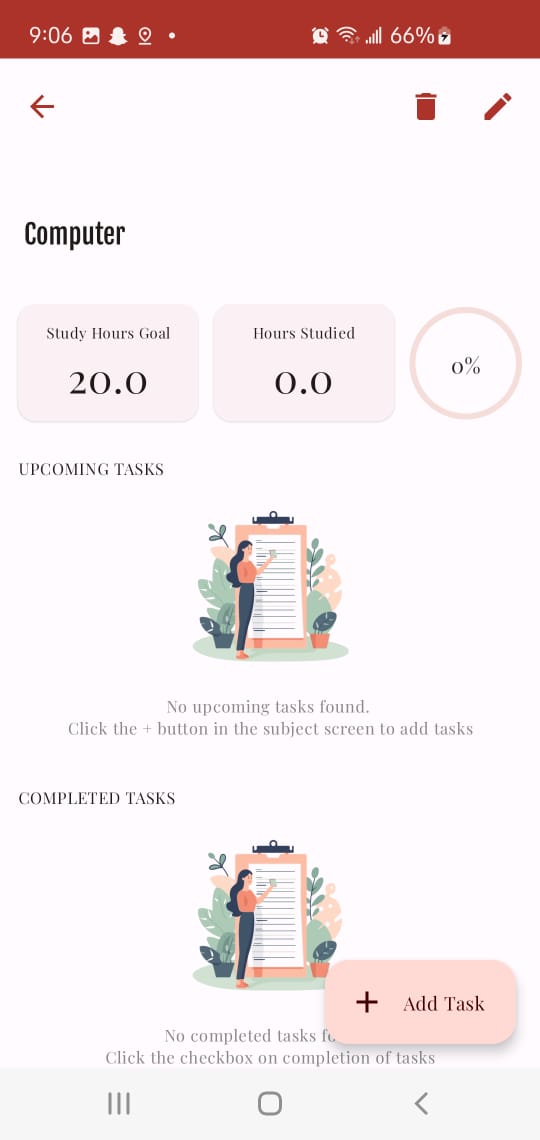 9:06
66%
Computer
Study Hours Goal
Hours Studied
20.0
0.0
0%
UPCOMING TASKS
No upcoming tasks found.
Click the + button in the subject screen to add tasks
COMPLETED TASKS
No completed tasks
Add Task
Click the checkbox on completion of tasks